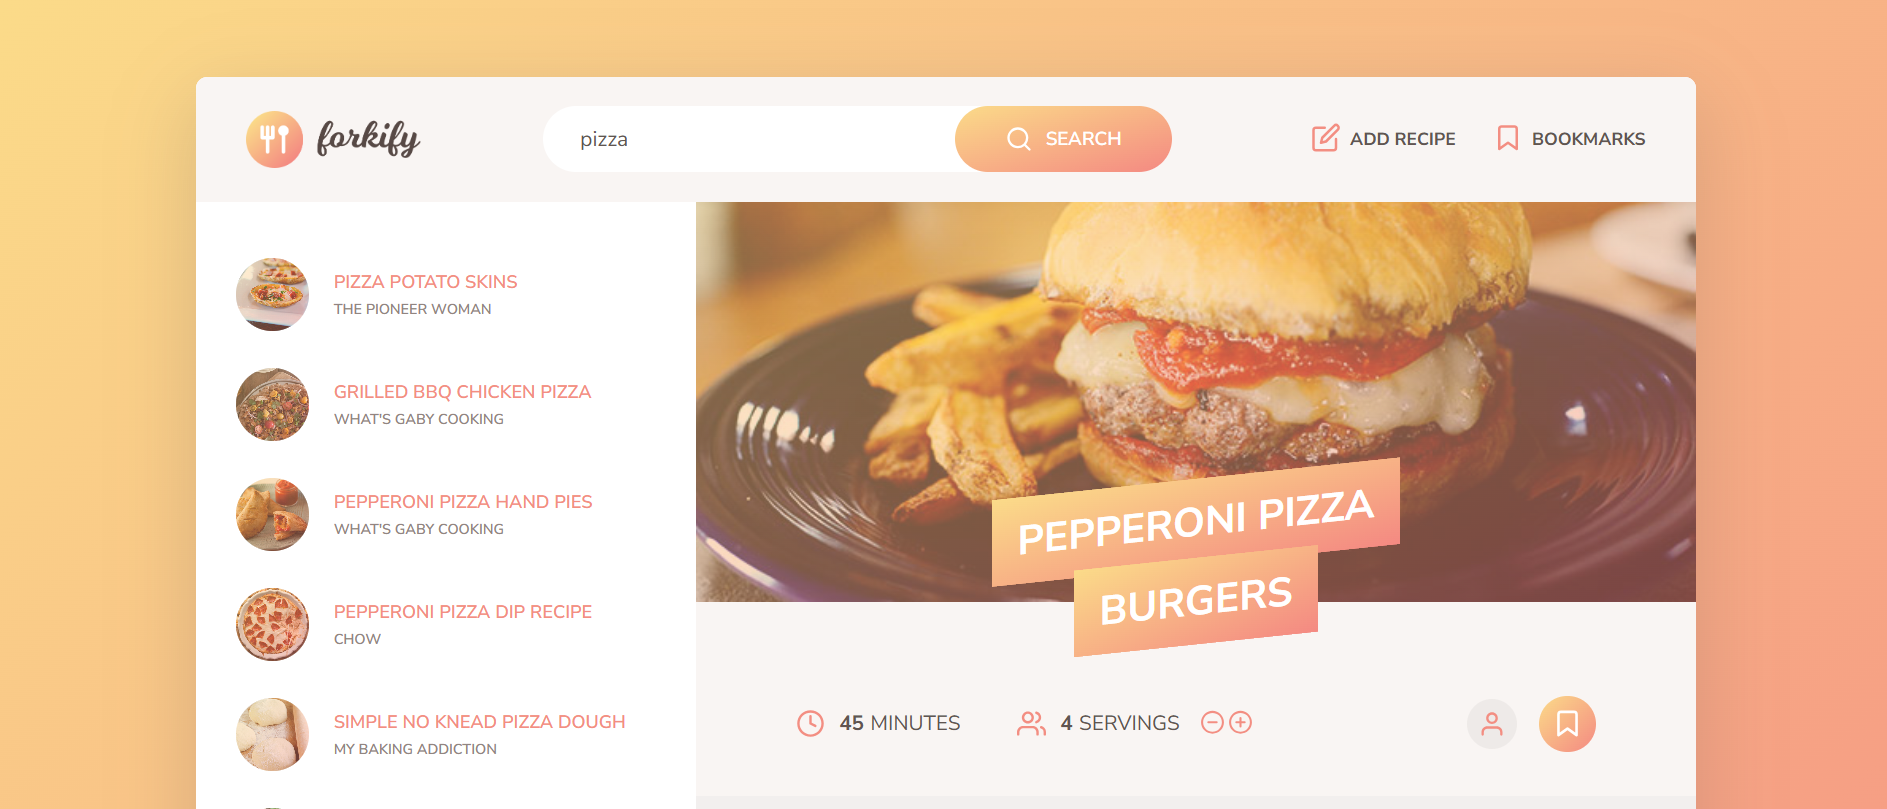 forkify
pizza
SEARCH
ADD RECIPE
BOOKMARKS
PIZZA POTATO SKINS
THE PIONEER WOMAN
GRILLED BBQ CHICKEN PIZZA
WHAT'S GABY COOKING
PEPPERONI PIZZA HAND PIES
WHAT'S GABY COOKING
PEPPERONI PIZZA DIP RECIPE
CHOW
SIMPLE NO KNEAD PIZZA DOUGH
MY BAKING ADDICTION
PEPPERONI PIZZA
BURGERS
45 MINUTES
4 SERVINGS